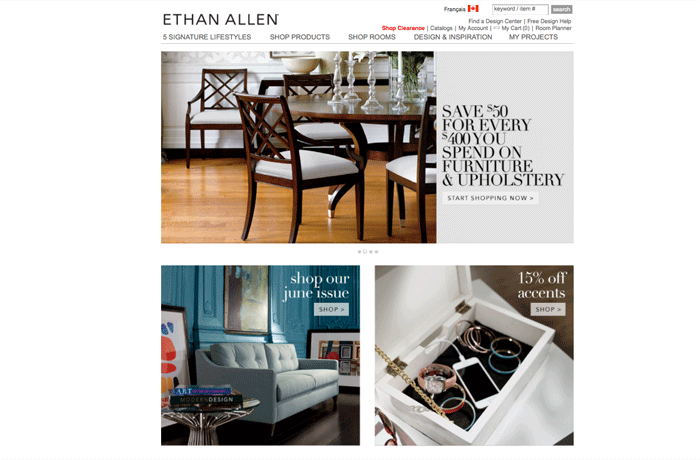 Français
keyword / item #
search
ETHAN ALLEN
Find a Design Center | Free Design Help
Shop Clearance | Catalogs | My Account | My Cart (0) | Room Planner
5 SIGNATURE LIFESTYLES
SHOP PRODUCTS
SHOP ROOMS
DESIGN & INSPIRATION
MY PROJECTS
SAVE $50
FOR EVERY
$400 YOU
SPEND ON
FURNITURE
& UPHOLSTERY
START SHOPPING NOW >
shop our
june issue
SHOP >
ART
MODERN DESIGN
15% off
accents
SHOP >